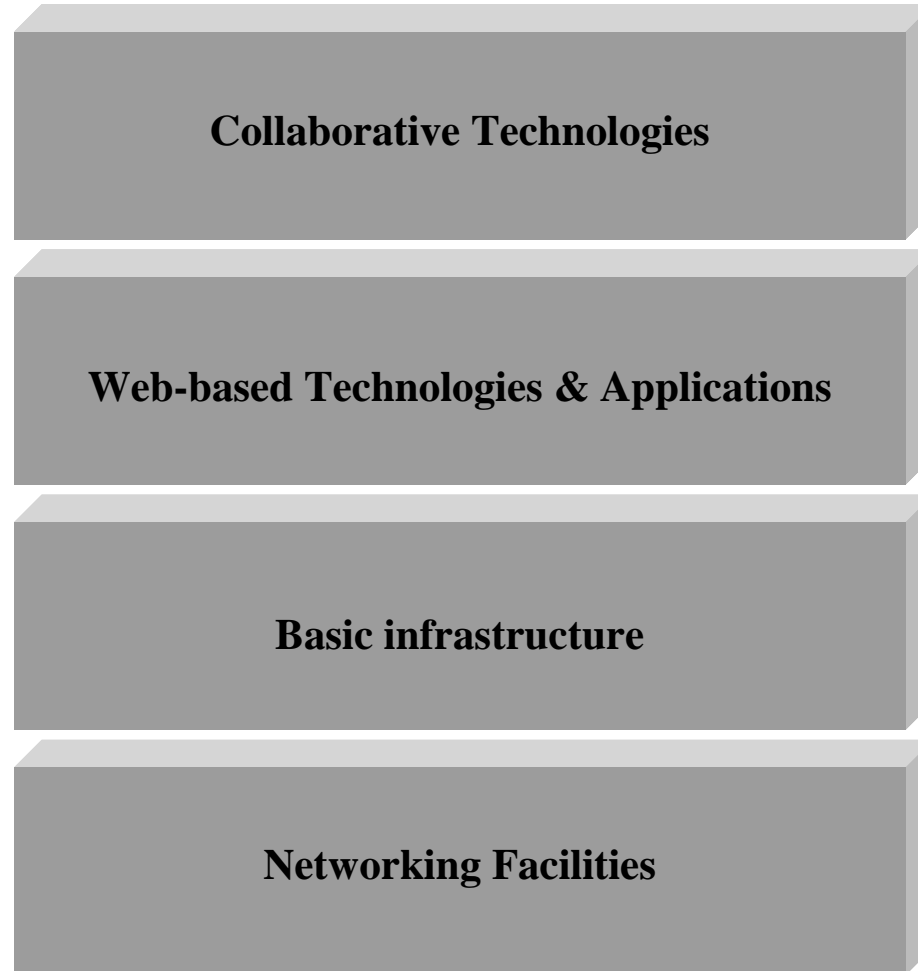 Collaborative Technologies
Web-based Technologies & Applications
Basic infrastructure
Networking Facilities